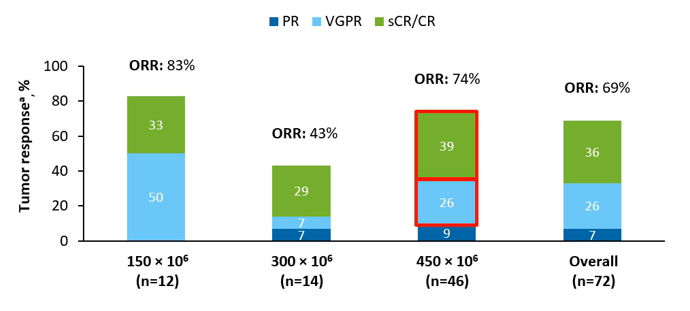 PR VGPR sCR/CR
Tumor responseᵃ, %
100
80
60
40
20
0
ORR: 83%
33
50
ORR: 43%
29
7
7
ORR: 74%
39
26
9
ORR: 69%
36
26
7
150 × 10⁶
(n=12)
300 × 10⁶
(n=14)
450 × 10⁶
(n=46)
Overall
(n=72)